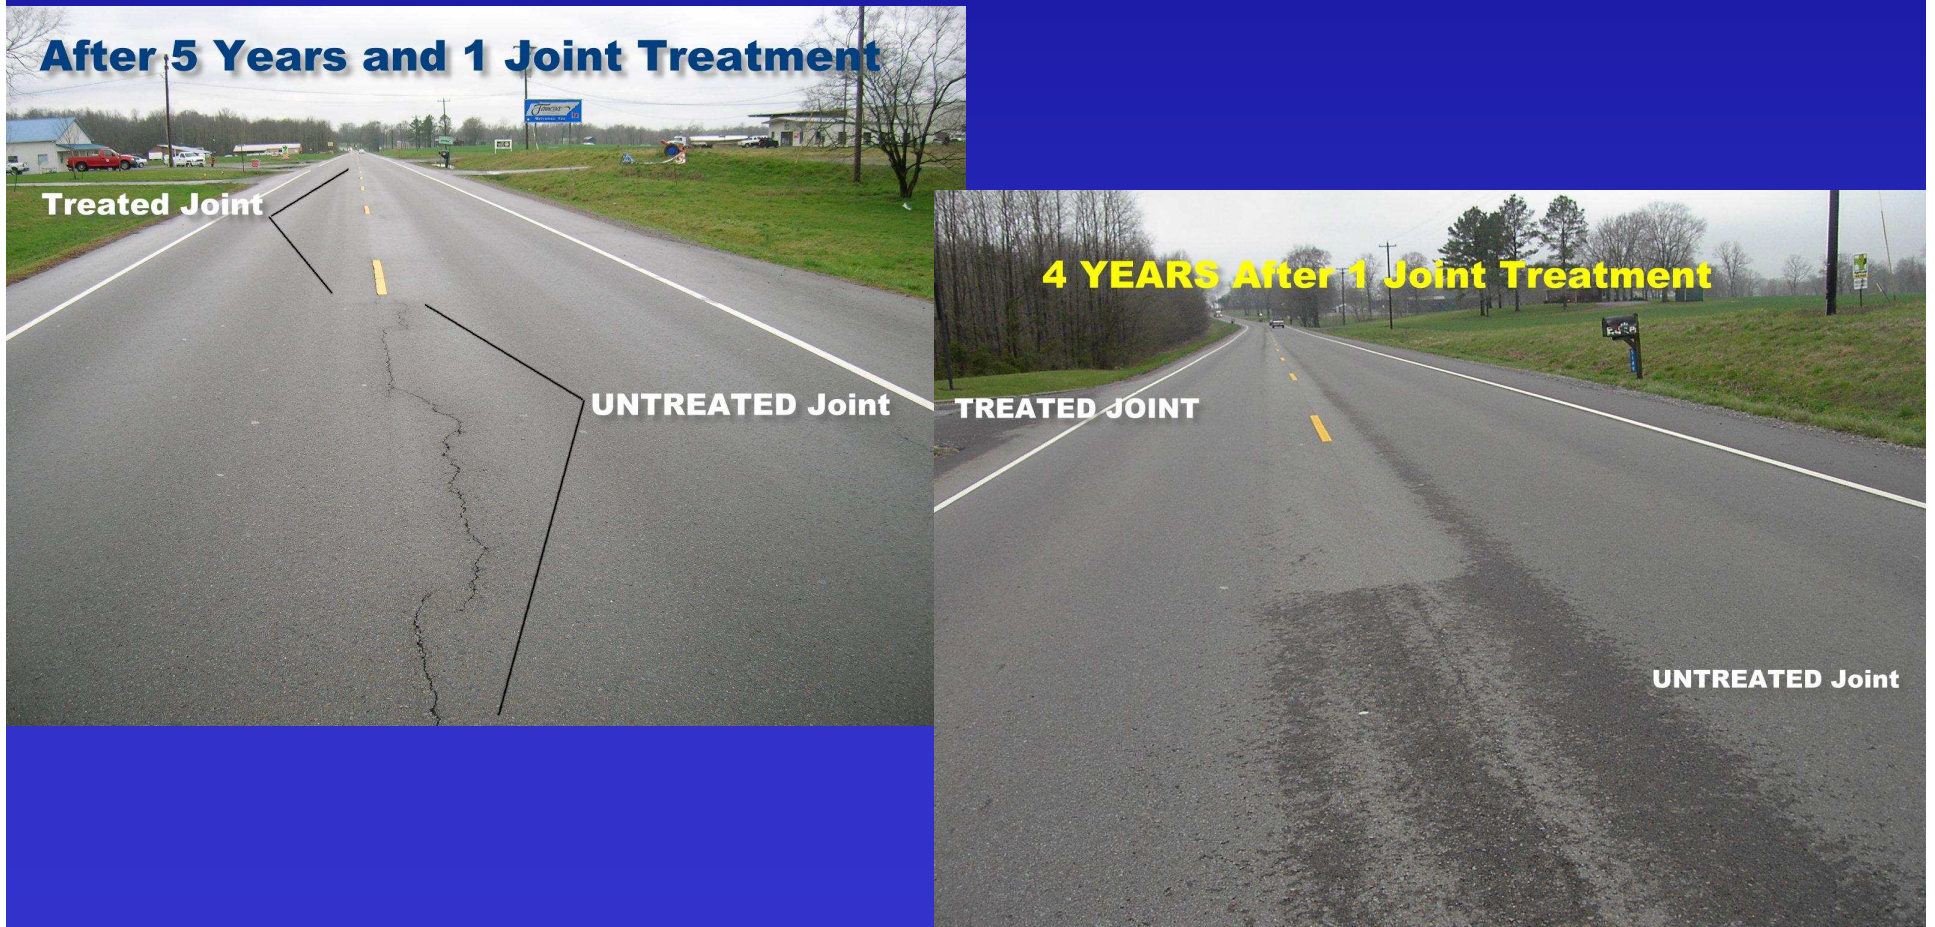 After 5 Years and 1 Joint Treatment
Treated Joint
UNTREATED Joint
4 YEARS After 1 Joint Treatment
TREATED JOINT
UNTREATED Joint